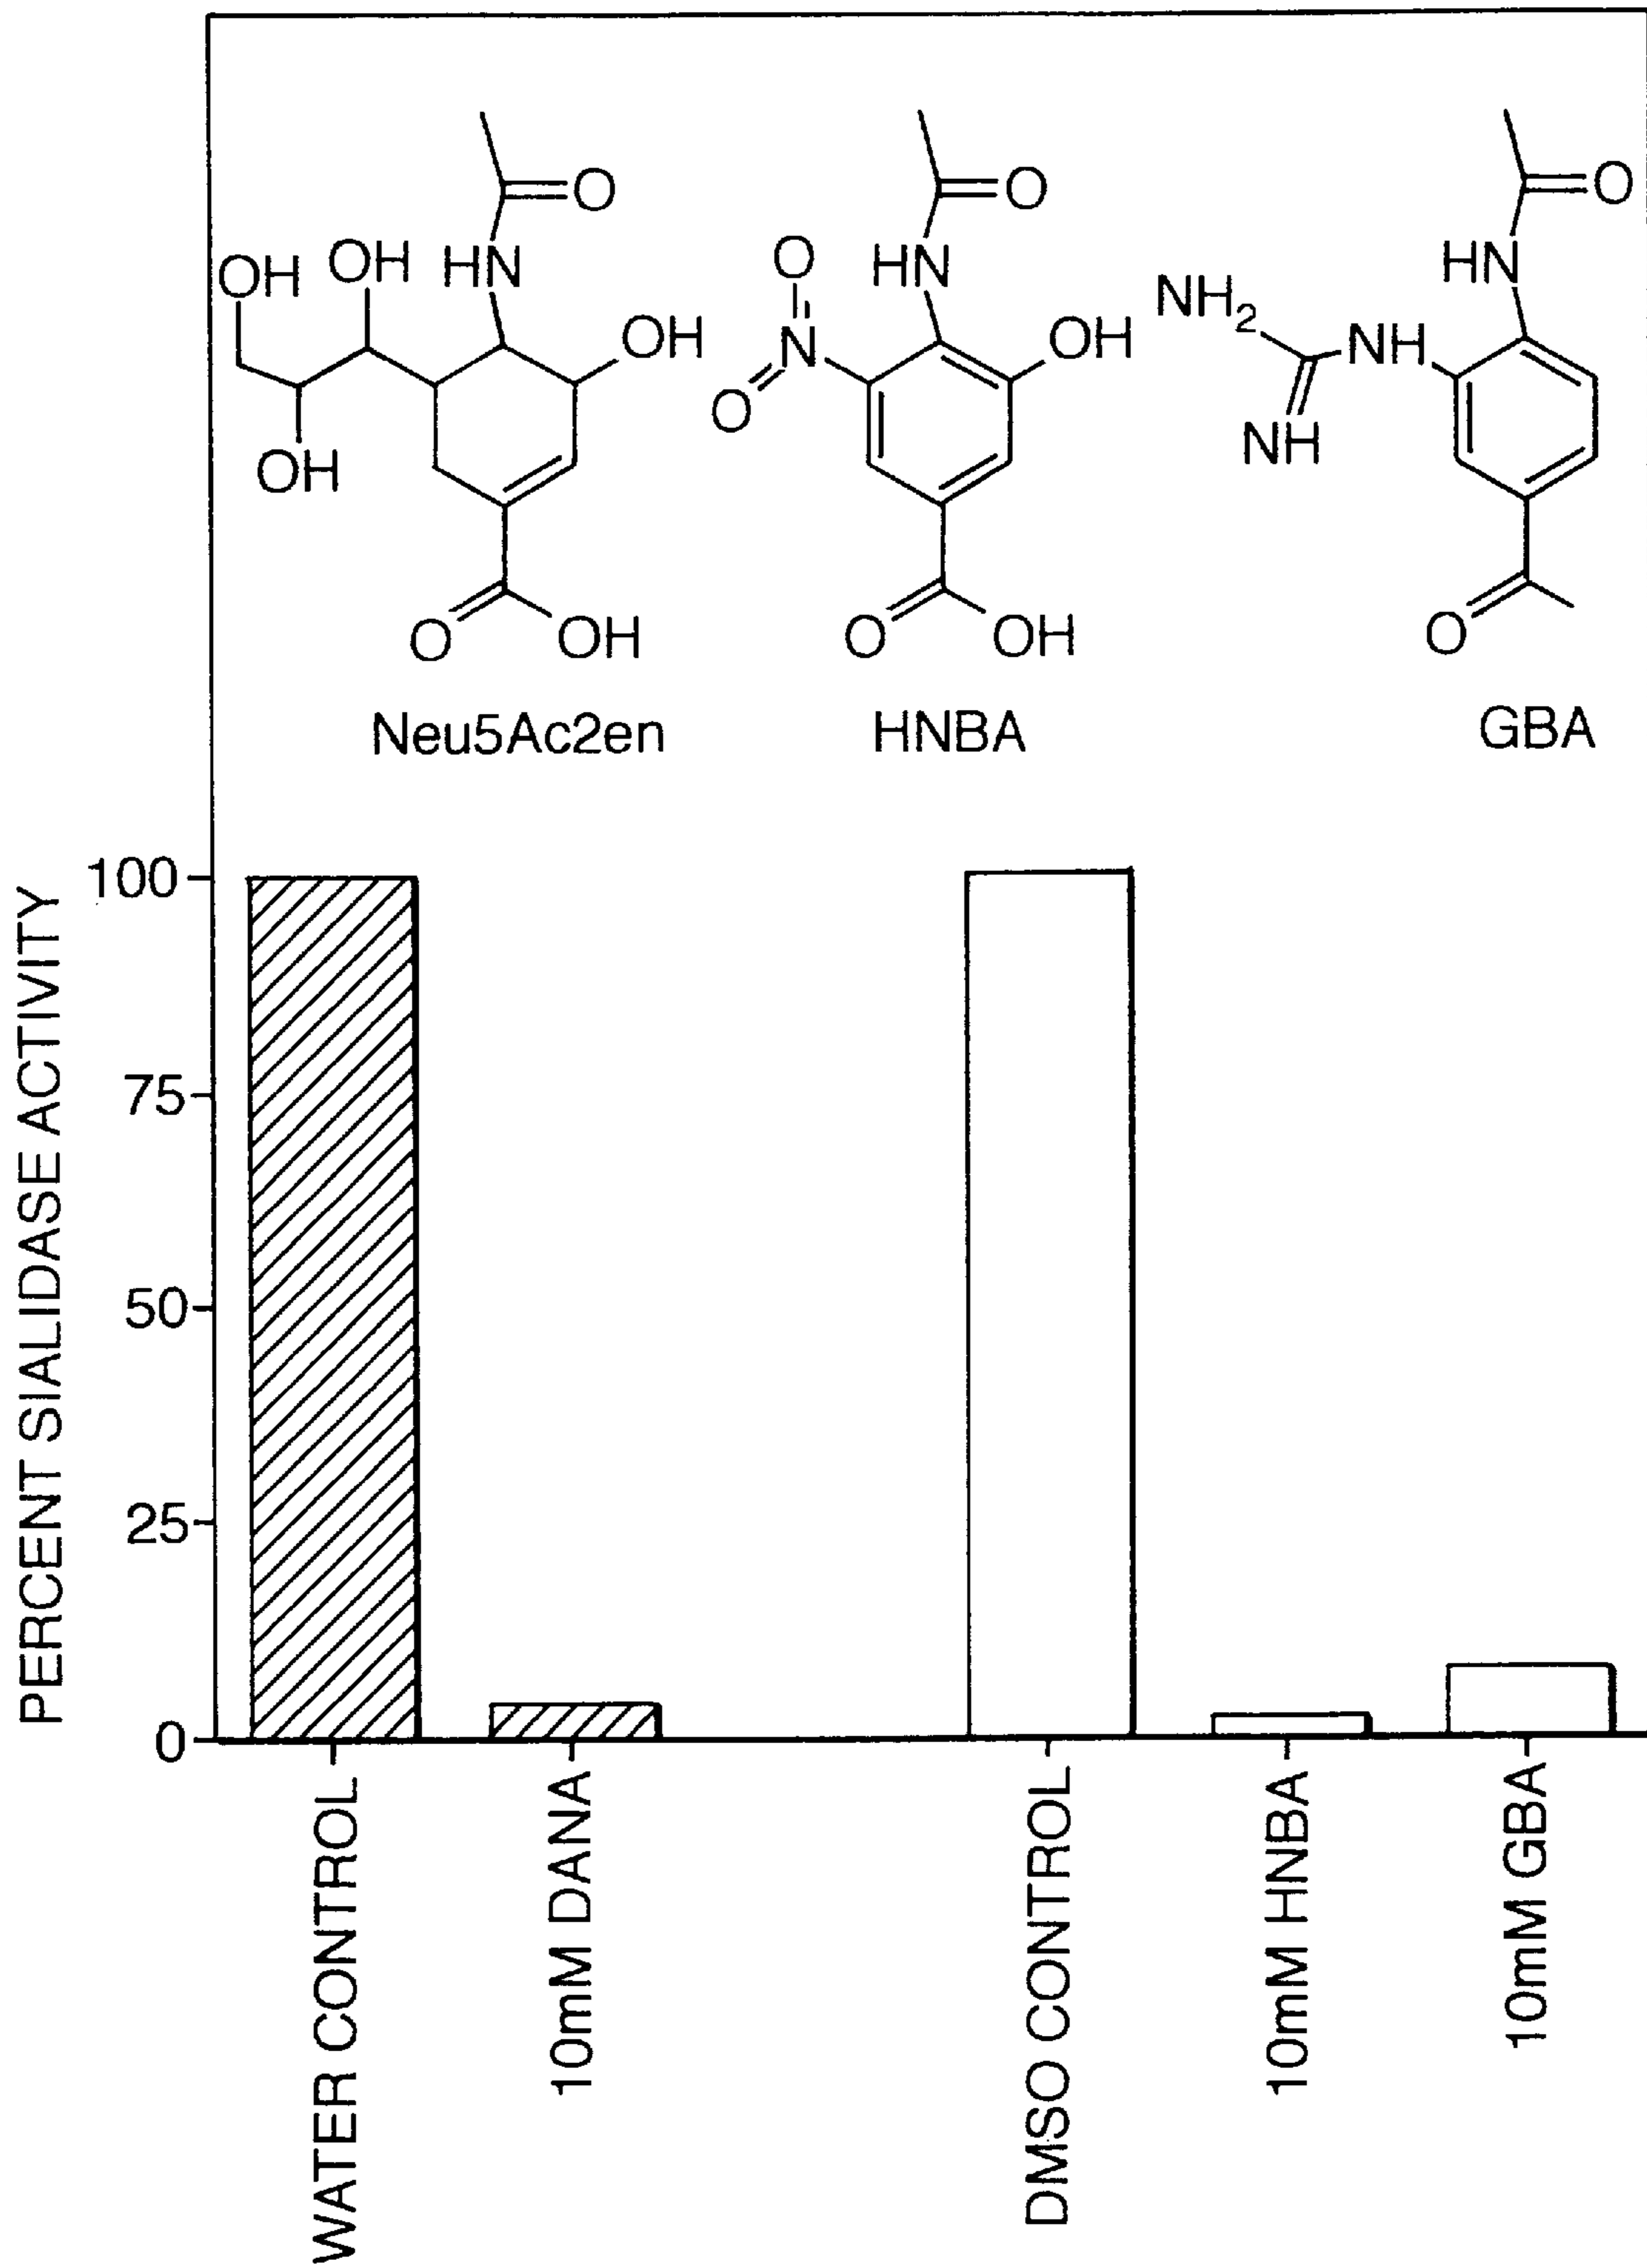 O
OH
OH
HN
OH
OH
O
OH
Neu5Ac2en
O
O
HN
N
OH
O
O
OH
HNBA
O
NH2
HN
NH
NH
O
GBA
PERCENT SIALIDASE ACTIVITY
100
75
50
25
0
WATER CONTROL
10mM DANA
DMSO CONTROL
10mM HNBA
10mM GBA